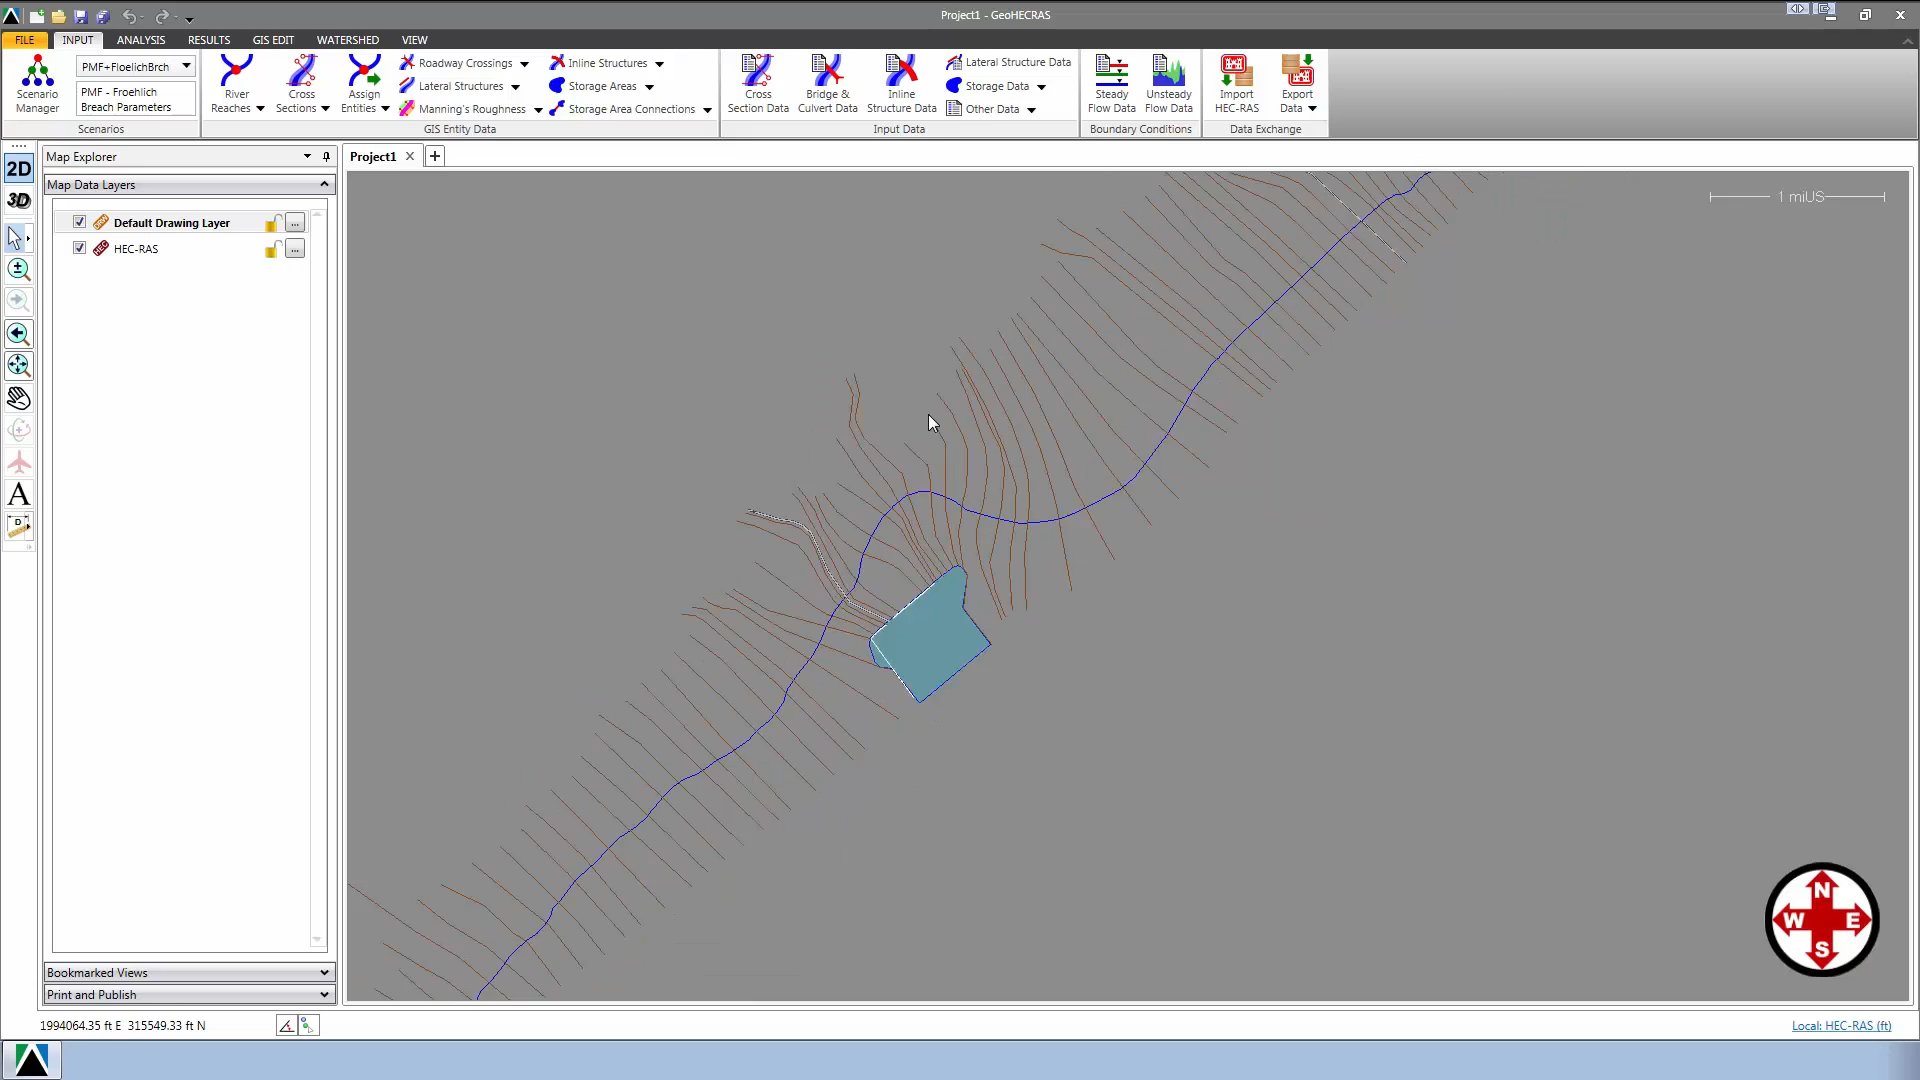 Project1 - GeoHECRAS
FILE INPUT ANALYSIS RESULTS GIS EDIT WATERSHED VIEW
Scenario Manager
PMF+FloelichBrch
PMF - Froehlich
Breach Parameters
Scenarios
River
Reaches
Cross
Sections
Assign
Entities
Roadway Crossings
Lateral Structures
Manning's Roughness
Inline Structures
Storage Areas
Storage Area Connections
GIS Entity Data
Cross
Section Data
Bridge &
Culvert Data
Inline
Structure Data
Lateral Structure Data
Storage Data
Other Data
Input Data
Steady
Flow Data
Unsteady
Flow Data
Boundary Conditions
Import
HEC-RAS
Export
Data
Data Exchange
2D
3D
A
D
Map Explorer
Map Data Layers
Default Drawing Layer ...
HEC HEC-RAS ...
Bookmarked Views
Print and Publish
Project1
1 miUS
N
W E
S
1994064.35 ft E 315549.33 ft N
Local: HEC-RAS (ft)